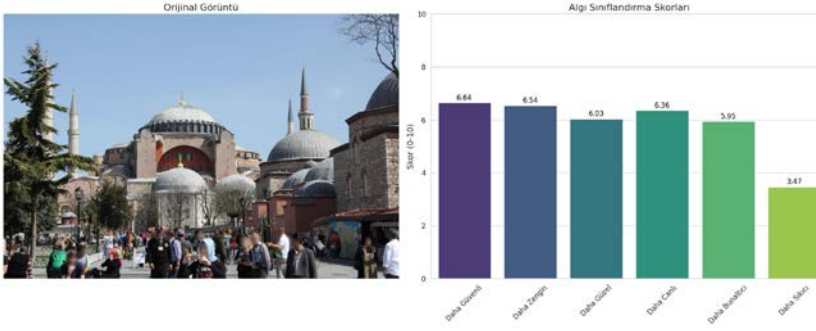 Orijinal Görüntü
Algı Sınıflandırma Skorları
Skor (0-10)
10
8
6
4
2
0
6.64
6.54
6.03
6.36
5.95
3.47
Daha Güvenli
Daha Zengin
Daha Güzel
Daha Canlı
Daha Bunaltıcı
Daha Sıkıcı